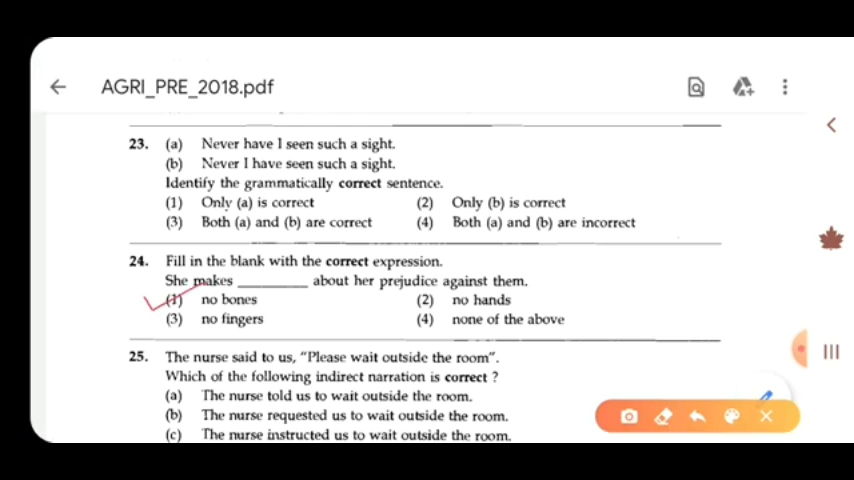 AGRI_PRE_2018.pdf
23. (a) Never have I seen such a sight.
(b) Never I have seen such a sight.
Identify the grammatically correct sentence.
(1) Only (a) is correct (2) Only (b) is correct
(3) Both (a) and (b) are correct (4) Both (a) and (b) are incorrect
24. Fill in the blank with the correct expression.
She makes ________ about her prejudice against them.
(1) no bones (2) no hands
(3) no fingers (4) none of the above
25. The nurse said to us, "Please wait outside the room".
Which of the following indirect narration is correct ?
(a) The nurse told us to wait outside the room.
(b) The nurse requested us to wait outside the room.
(c) The nurse instructed us to wait outside the room.